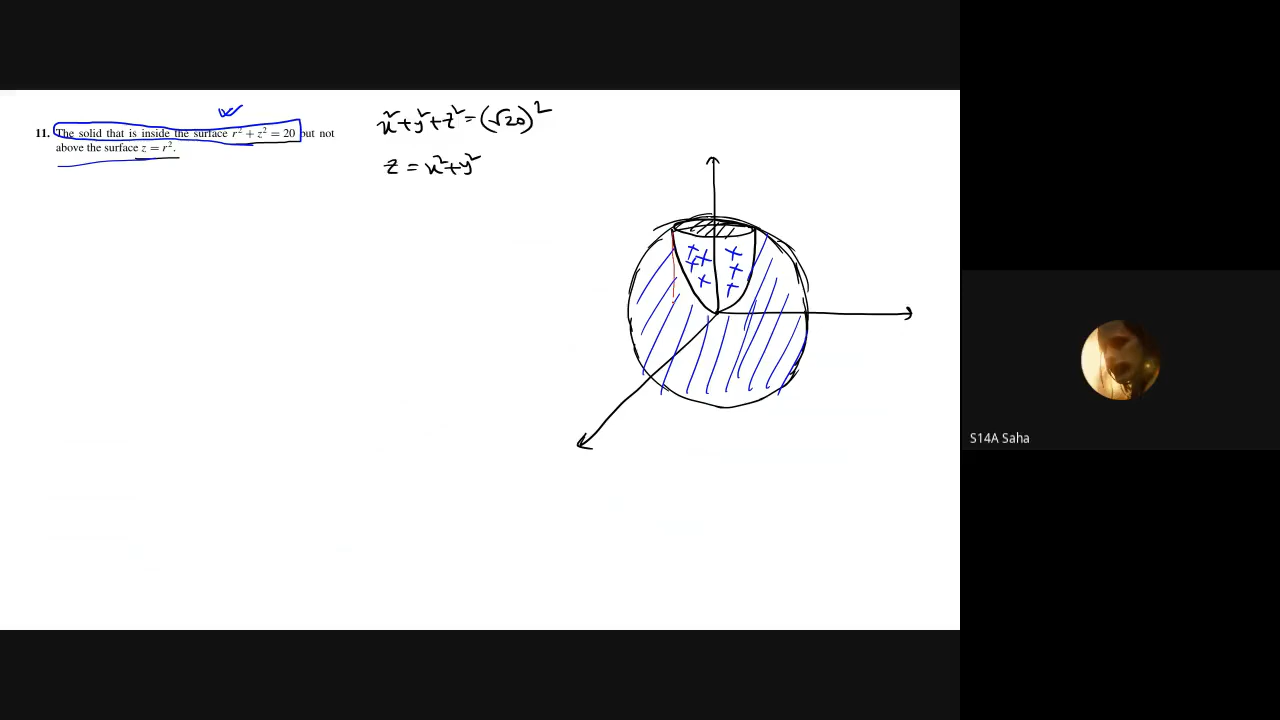 11. The solid that is inside the surface r² + z² = 20 but not
above the surface z = r².
x²+y²+z²=(√20)²
z = x²+y²
S14A Saha